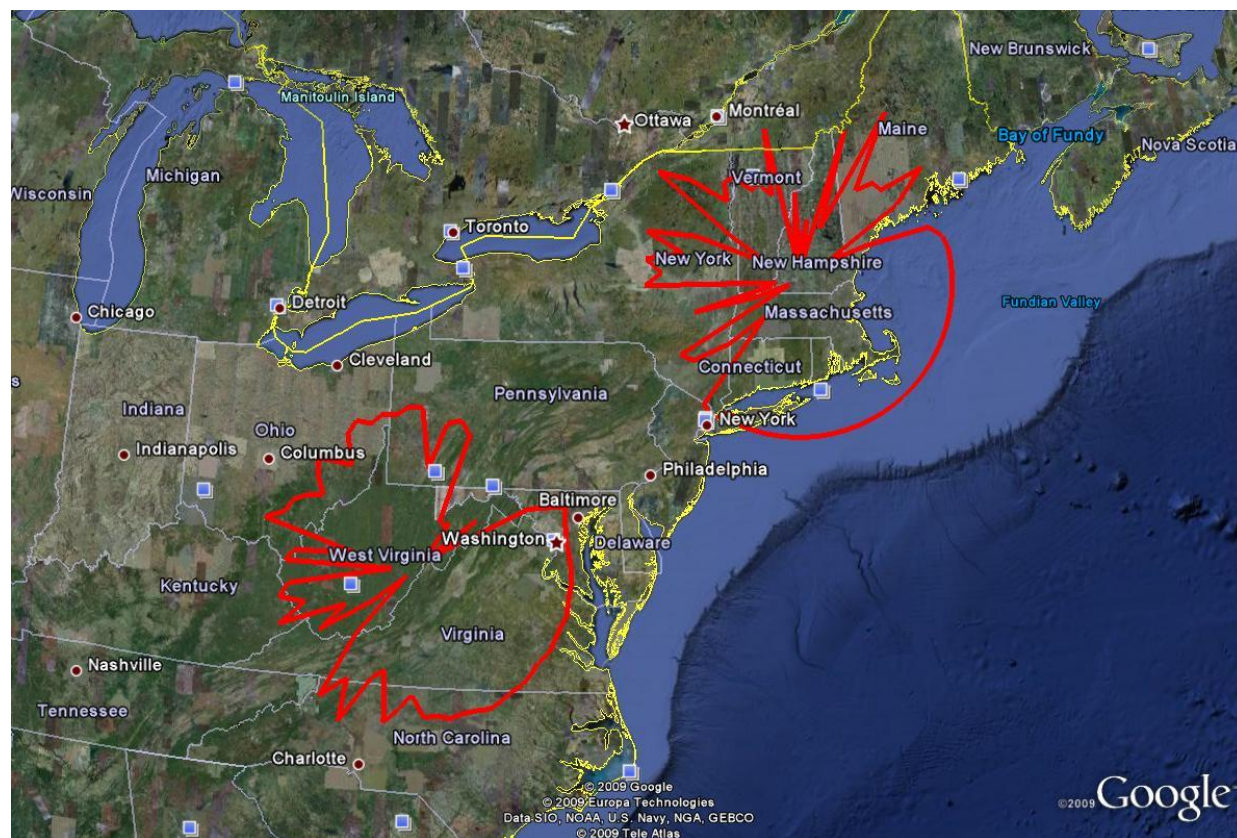 New Brunswick
Manitoulin Island
Montréal
Ottawa
Maine
Bay of Fundy
Nova Scotia
Wisconsin
Michigan
Vermont
Toronto
New York
New Hampshire
Detroit
Fundian Valley
Chicago
Massachusetts
Cleveland
Connecticut
s
Pennsylvania
Indiana
New York
Ohio
Indianapolis
Columbus
Philadelphia
Baltimore
Washington
Delaware
West Virginia
Kentucky
Virginia
Nashville
Tennessee
North Carolina
Charlotte
© 2009 Google
© 2009 Europa Technologies
Data SIO, NOAA, U.S. Navy, NGA, GEBCO
© 2009 Tele Atlas
©2009 Google